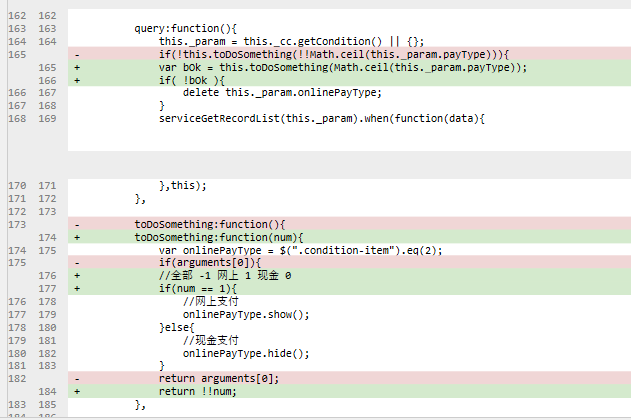 162 162
163 163 query:function(){
164 164 this._param = this._cc.getCondition() || {};
165 - if(!this.toDoSomething(!!Math.ceil(this._param.payType))){
165 + var bOk = this.toDoSomething(Math.ceil(this._param.payType));
166 + if( !bOk ){
166 167 delete this._param.onlinePayType;
167 168 }
168 169 serviceGetRecordList(this._param).when(function(data){
170 171 },this);
171 172 },
172 173
173 - toDoSomething:function(){
174 + toDoSomething:function(num){
174 175 var onlinePayType = $(".condition-item").eq(2);
175 - if(arguments[0]){
176 + //全部 -1 网上 1 现金 0
177 + if(num == 1){
176 178 //网上支付
177 179 onlinePayType.show();
178 180 }else{
179 181 //现金支付
180 182 onlinePayType.hide();
181 183 }
182 - return arguments[0];
184 + return !!num;
183 185 },